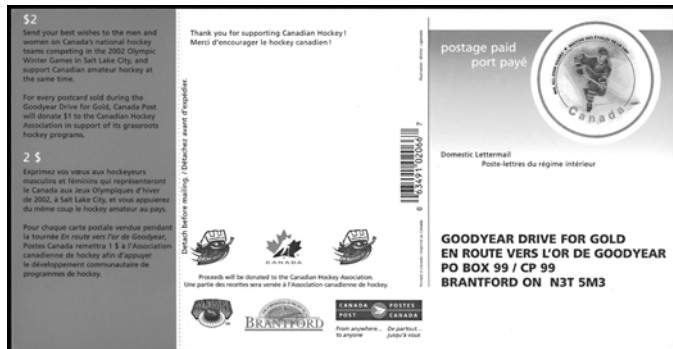 $2
Send your best wishes to the men and
women on Canada's national hockey
teams competing in the 2002 Olympic
Winter Games in Salt Lake City, and
support Canadian amateur hockey at
the same time.
For every postcard sold during the
Goodyear Drive for Gold, Canada Post
will donate $1 to the Canadian Hockey
Association in support of its grassroots
hockey programs.
2 $
Exprimez vos vœux aux hockeyeurs
masculins et féminins qui représenteront
le Canada aux Jeux Olympiques d'hiver
de 2002, à Salt Lake City, et vous appuierez
du même coup le hockey amateur au pays.
Pour chaque carte postale vendue pendant
la tournée En route vers l'or de Goodyear,
Postes Canada remettra 1 $ à l'Association
canadienne de hockey afin d'appuyer
le développement communautaire de
programmes de hockey.
Detach before mailing. / Détachez avant d'expédier.
Thank you for supporting Canadian Hockey!
Merci d'encourager le hockey canadien!
CANADA
Proceeds will be donated to the Canadian Hockey Association.
Une partie des recettes sera versée à l'Association canadienne de hockey.
BRANTFORD
CANADA POSTES
POST CANADA
From anywhere... De partout...
to anyone jusqu'à vous
0 63491 02066 7
postage paid
port payé
Canada
Domestic Lettermail
Poste-lettres du régime intérieur
GOODYEAR DRIVE FOR GOLD
EN ROUTE VERS L'OR DE GOODYEAR
PO BOX 99 / CP 99
BRANTFORD ON N3T 5M3